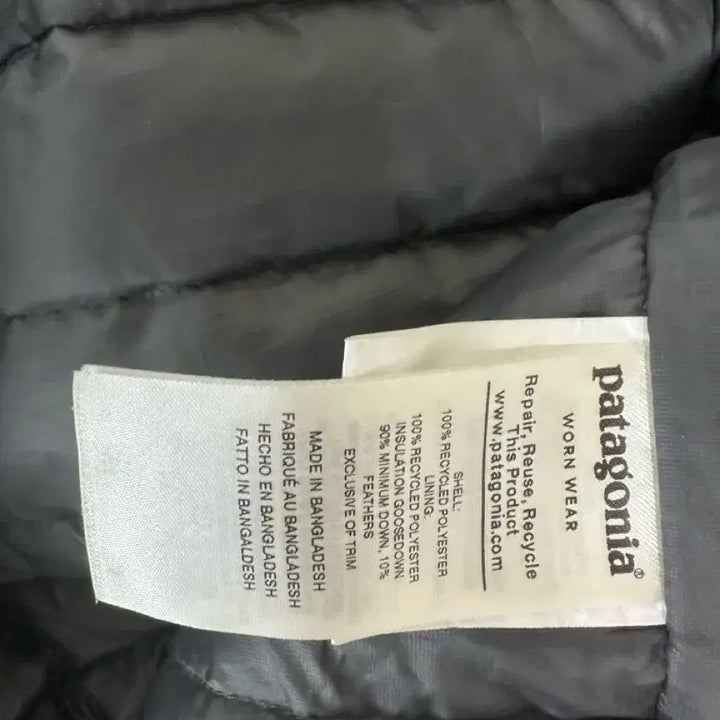 patagonia®
WORN WEAR
Repair, Reuse, Recycle
This Product
www.patagonia.com
SHELL:
100% RECYCLED POLYESTER
LINING:
100% RECYCLED POLYESTER
INSULATION GOOSEDOWN
90% MINIMUM DOWN, 10%
FEATHERS
EXCLUSIVE OF TRIM
MADE IN BANGLADESH
FABRIQUÉ AU BANGLADESH
HECHO EN BANGLADESH
FATTO IN BANGALDESH